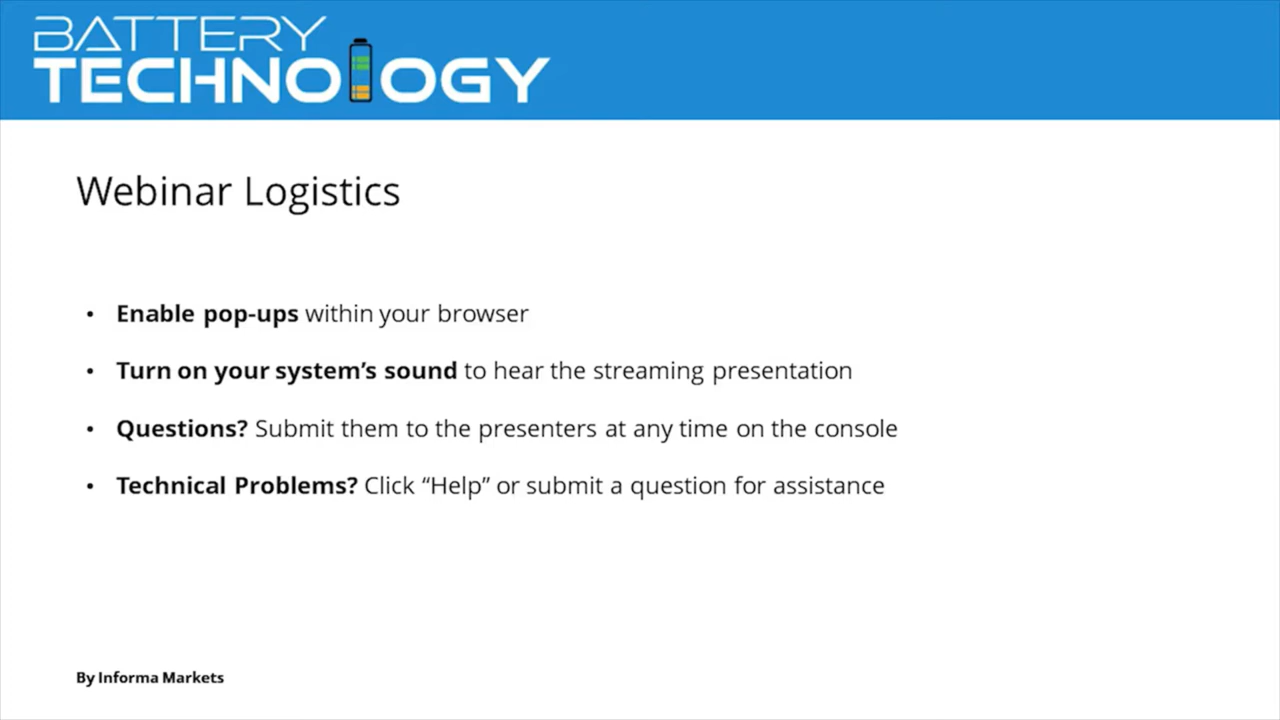 BATTERY
TECHNOLOGY
Webinar Logistics
• Enable pop-ups within your browser
• Turn on your system’s sound to hear the streaming presentation
• Questions? Submit them to the presenters at any time on the console
• Technical Problems? Click “Help” or submit a question for assistance
By Informa Markets